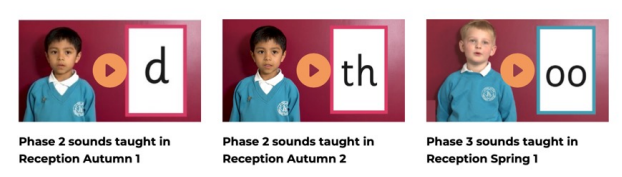 d
th
oo
Phase 2 sounds taught in
Reception Autumn 1
Phase 2 sounds taught in
Reception Autumn 2
Phase 3 sounds taught in
Reception Spring 1